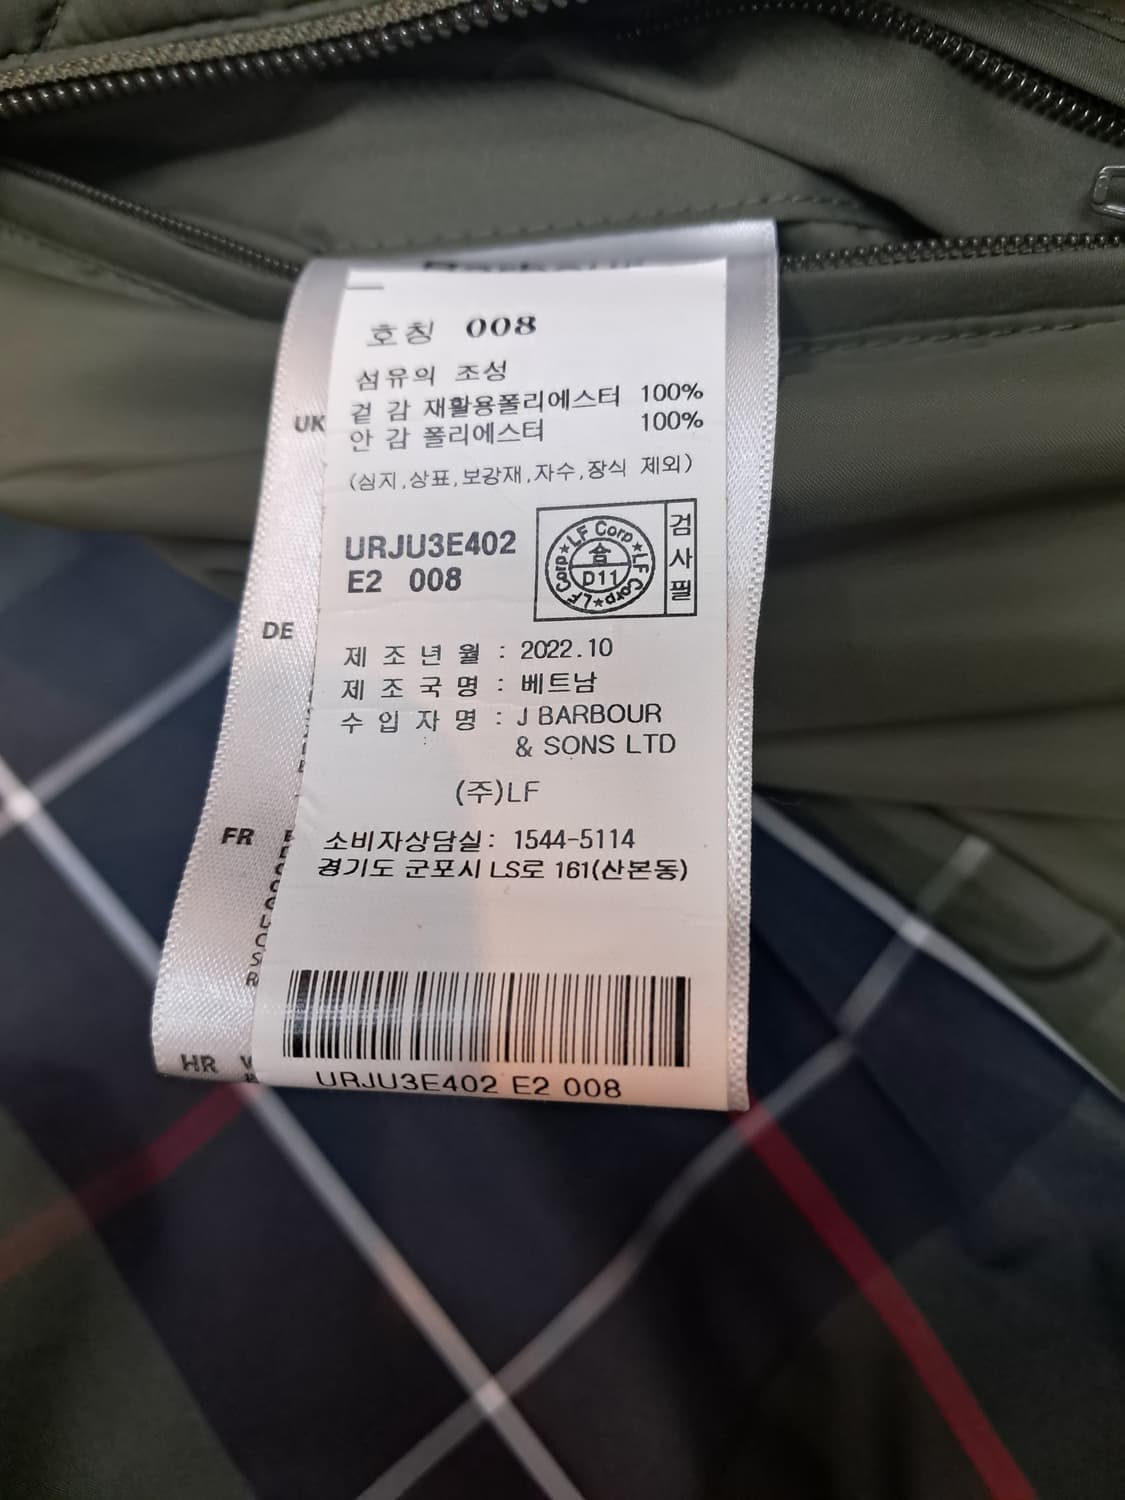 호칭 008
섬유의 조성
겉 감 재활용폴리에스터 100%
안 감 폴리에스터 100%
(심지,상표,보강재,자수,장식 제외)
UK
URJU3E402
E2 008
LF Corp★LF Corp★LF Corp★
合
D11
검사필
DE
제 조 년 월 : 2022.10
제 조 국 명 : 베트남
수 입 자 명 : J BARBOUR
& SONS LTD
(주)LF
FR
소비자상담실: 1544-5114
경기도 군포시 LS로 161(산본동)
HR
URJU3E402 E2 008